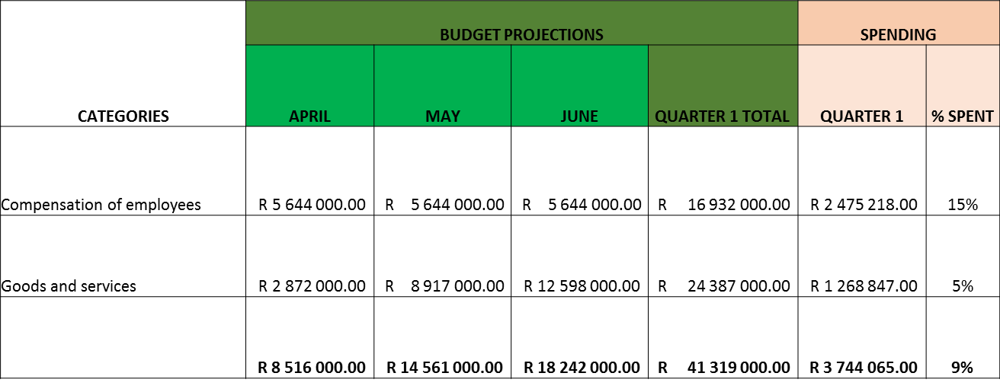 BUDGET PROJECTIONS SPENDING
CATEGORIES APRIL MAY JUNE QUARTER 1 TOTAL QUARTER 1 % SPENT
Compensation of employees R 5 644 000.00 R 5 644 000.00 R 5 644 000.00 R 16 932 000.00 R 2 475 218.00 15%
Goods and services R 2 872 000.00 R 8 917 000.00 R 12 598 000.00 R 24 387 000.00 R 1 268 847.00 5%
R 8 516 000.00 R 14 561 000.00 R 18 242 000.00 R 41 319 000.00 R 3 744 065.00 9%